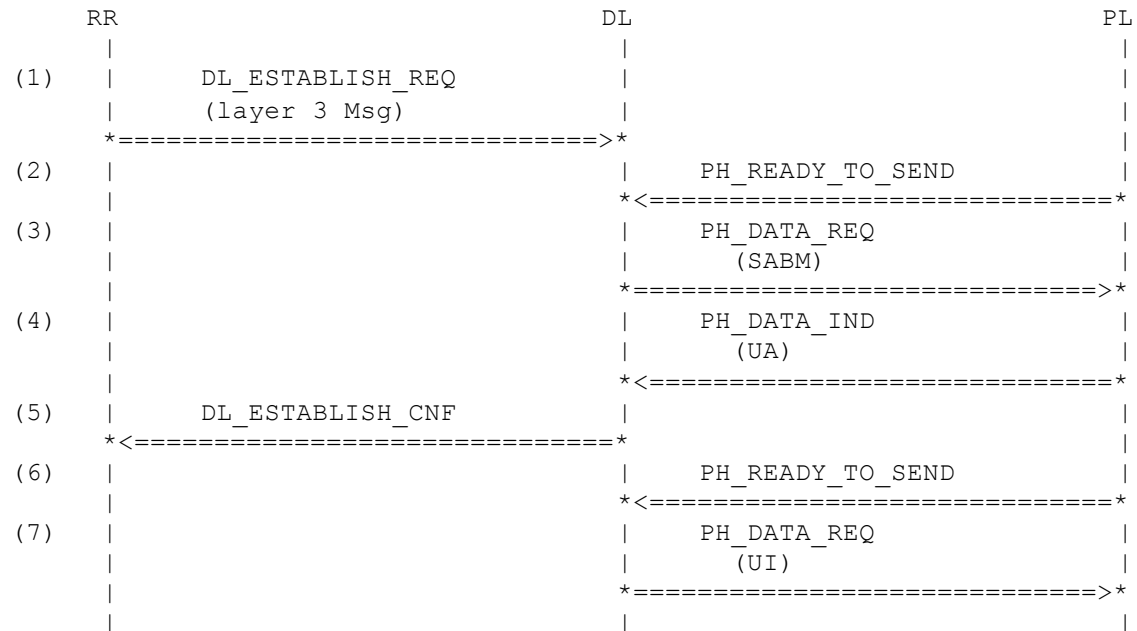 RR DL PL
(1) DL_ESTABLISH_REQ
(layer 3 Msg)
(2) PH_READY_TO_SEND
(3) PH_DATA_REQ
(SABM)
(4) PH_DATA_IND
(UA)
(5) DL_ESTABLISH_CNF
(6) PH_READY_TO_SEND
(7) PH_DATA_REQ
(UI)